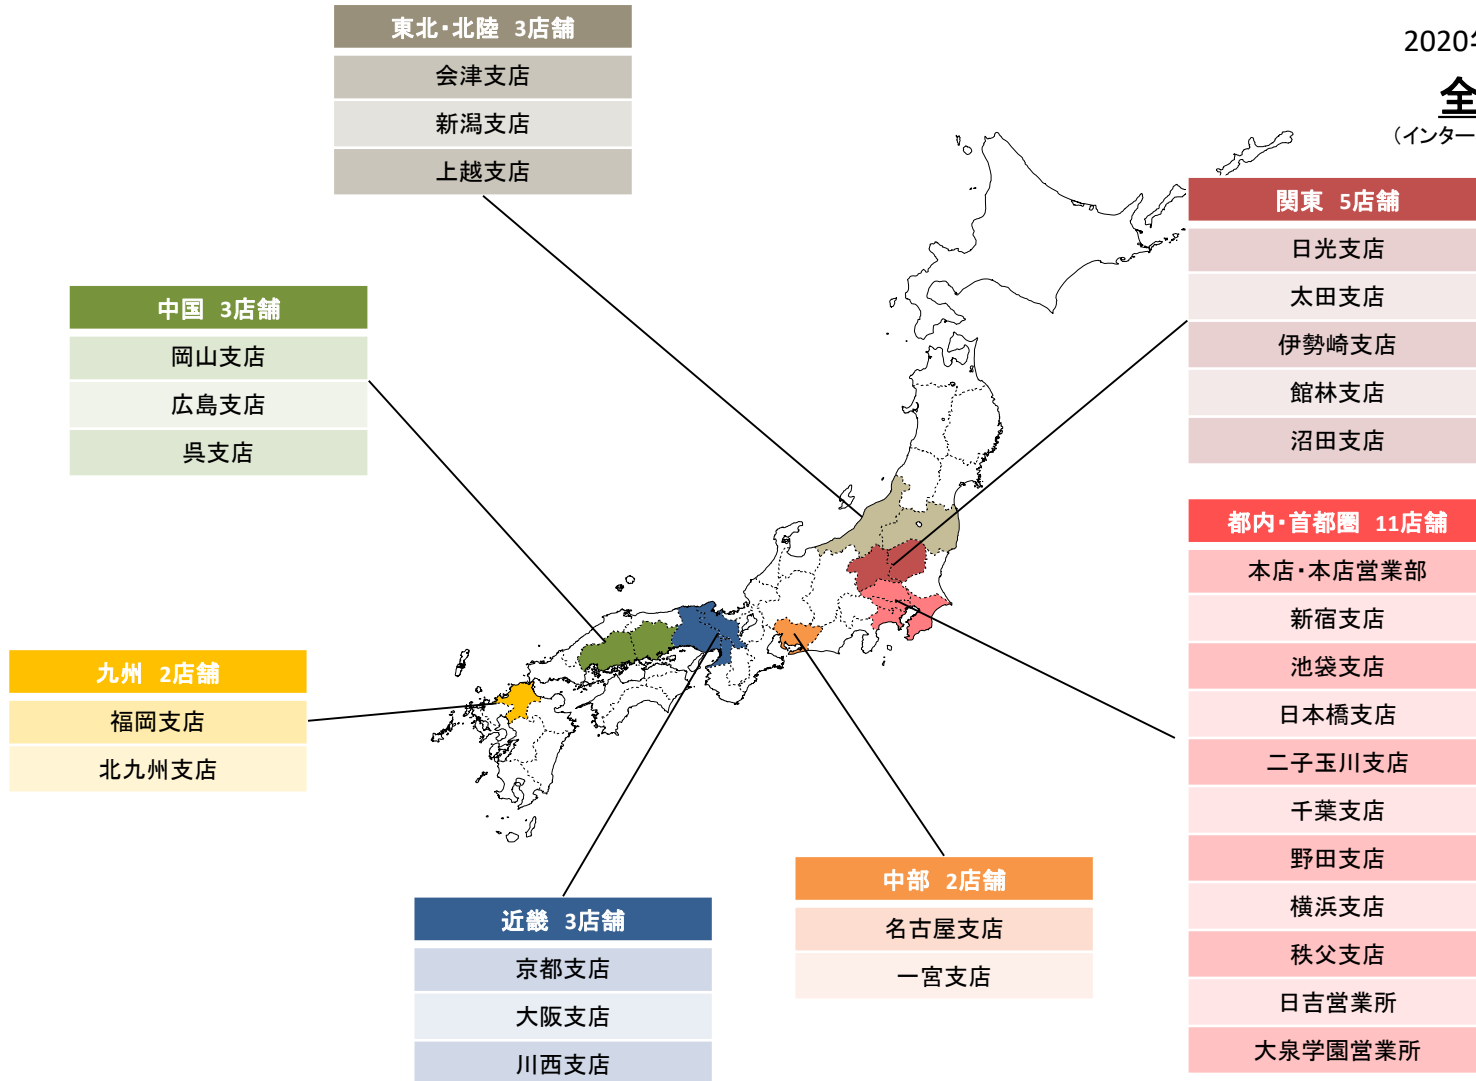 東北・北陸 3店舗
会津支店
新潟支店
上越支店
2020
全
（インター
関東 5店舗
日光支店
太田支店
伊勢崎支店
館林支店
沼田支店
中国 3店舗
岡山支店
広島支店
呉支店
都内・首都圏 11店舗
本店・本店営業部
新宿支店
池袋支店
日本橋支店
二子玉川支店
千葉支店
野田支店
横浜支店
秩父支店
日吉営業所
大泉学園営業所
九州 2店舗
福岡支店
北九州支店
中部 2店舗
名古屋支店
一宮支店
近畿 3店舗
京都支店
大阪支店
川西支店